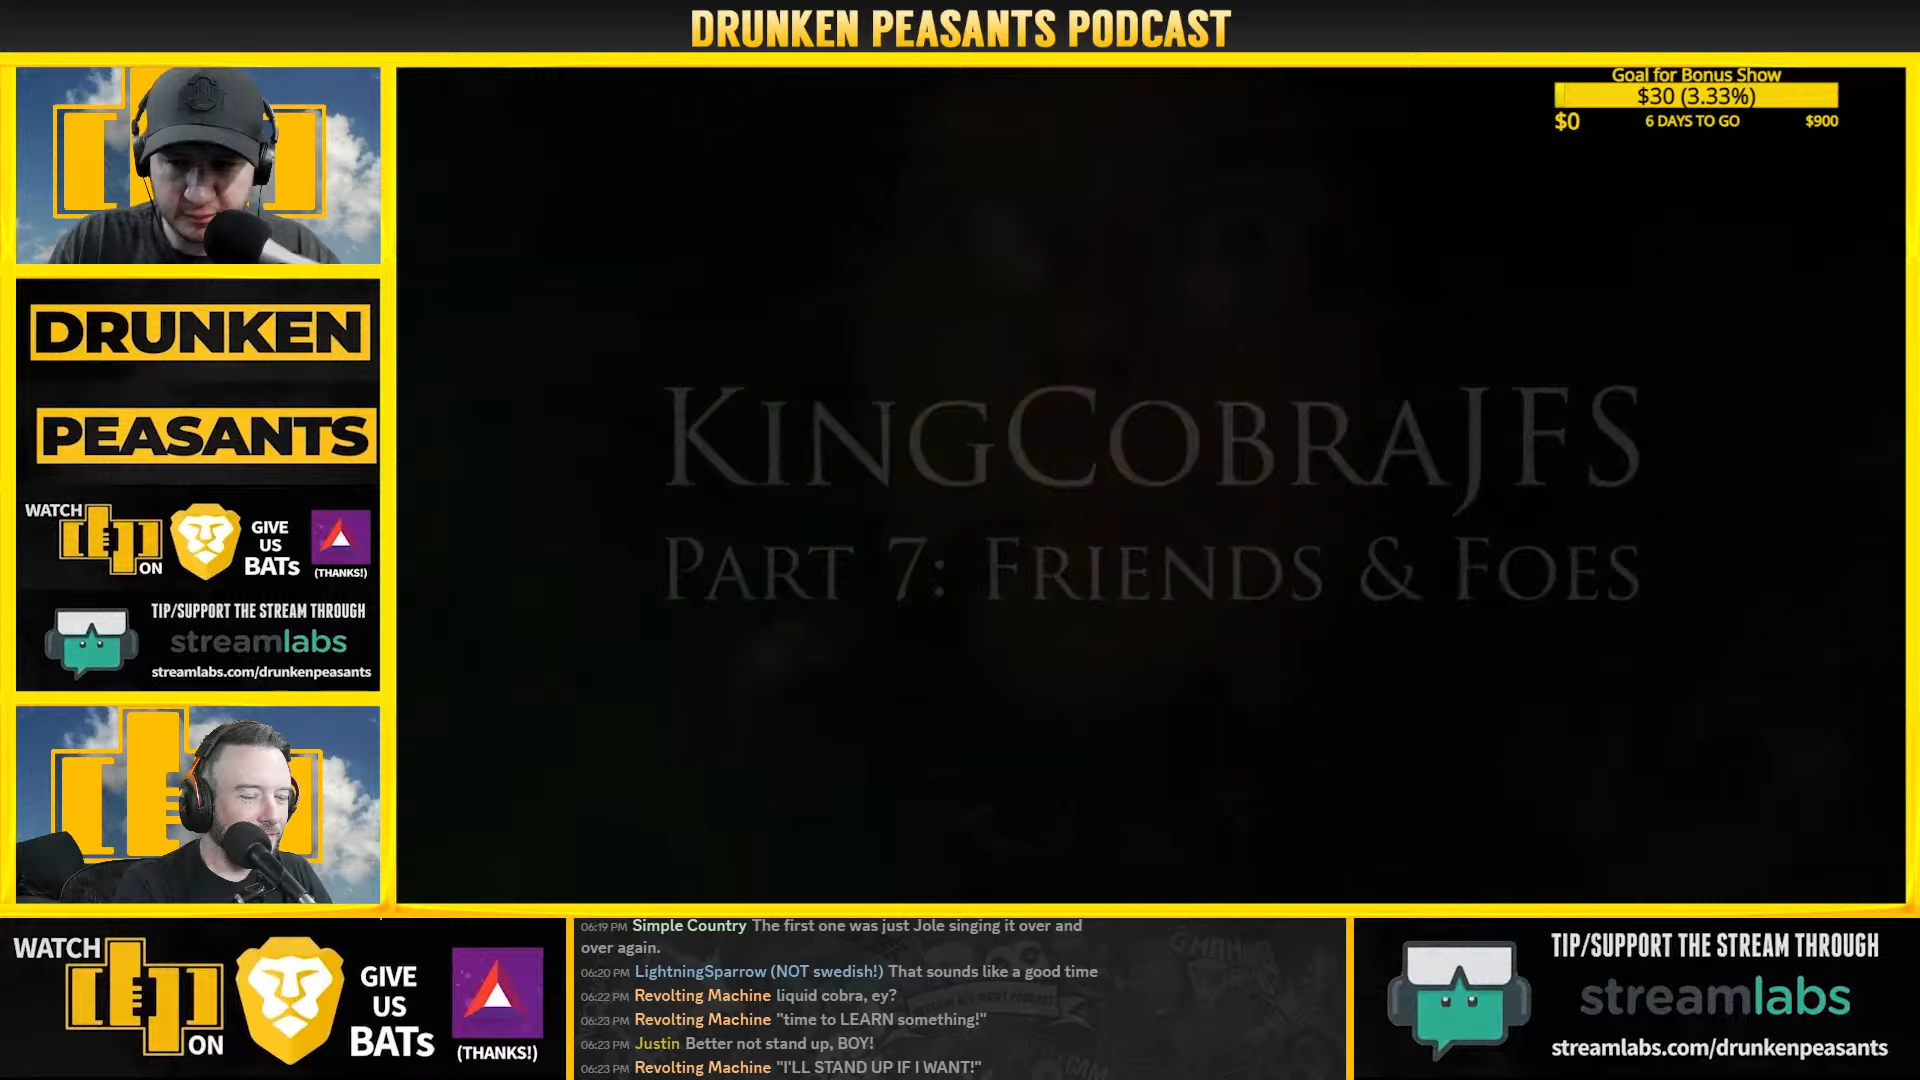 DRUNKEN PEASANTS PODCAST
Goal for Bonus Show
$30 (3.33%)
$0 6 DAYS TO GO $900
DRUNKEN
PEASANTS
WATCH
ON
GIVE
US
BATs
(THANKS!)
TIP/SUPPORT THE STREAM THROUGH
streamlabs
streamlabs.com/drunkenpeasants
KINGCOBRAJFS
PART 7: FRIENDS & FOES
WATCH
ON
GIVE
US
BATs
(THANKS!)
06:19 PM Simple Country The first one was just Jole singing it over and
over again.
06:20 PM LightningSparrow (NOT swedish!) That sounds like a good time
06:22 PM Revolting Machine liquid cobra, ey?
06:23 PM Revolting Machine "time to LEARN something!"
06:23 PM Justin Better not stand up, BOY!
06:23 PM Revolting Machine "I'LL STAND UP IF I WANT!"
TIP/SUPPORT THE STREAM THROUGH
streamlabs
streamlabs.com/drunkenpeasants